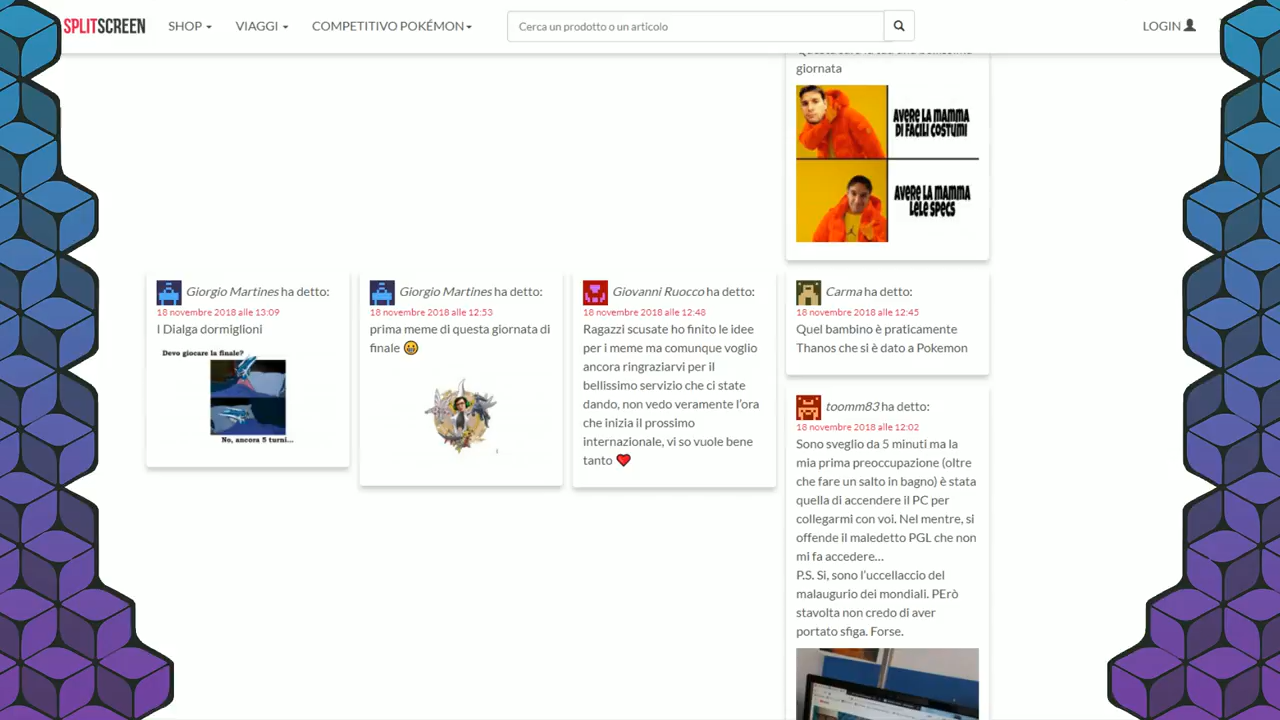 SPLITSCREEN
SHOP
VIAGGI
COMPETITIVO POKÉMON
Cerca un prodotto o un articolo
LOGIN
giornata
AVERE LA MAMMA
DI FACILI COSTUMI
AVERE LA MAMMA
LELE SPECS
Giorgio Martines ha detto:
18 novembre 2018 alle 13:09
I Dialga dormiglioni
Devo giocare la finale?
No, ancora 5 turni...
Giorgio Martines ha detto:
18 novembre 2018 alle 12:53
prima meme di questa giornata di
finale
Giovanni Ruocco ha detto:
18 novembre 2018 alle 12:48
Ragazzi scusate ho finito le idee
per i meme ma comunque voglio
ancora ringraziarvi per il
bellissimo servizio che ci state
dando, non vedo veramente l'ora
che inizia il prossimo
internazionale, vi so vuole bene
tanto
Carma ha detto:
18 novembre 2018 alle 12:45
Quel bambino è praticamente
Thanos che si è dato a Pokemon
toomm83 ha detto:
18 novembre 2018 alle 12:02
Sono sveglio da 5 minuti ma la
mia prima preoccupazione (oltre
che fare un salto in bagno) è stata
quella di accendere il PC per
collegarmi con voi. Nel mentre, si
offende il maledetto PGL che non
mi fa accedere...
P.S. Si, sono l'uccellaccio del
malaugurio dei mondiali. PErò
stavolta non credo di aver
portato sfiga. Forse.